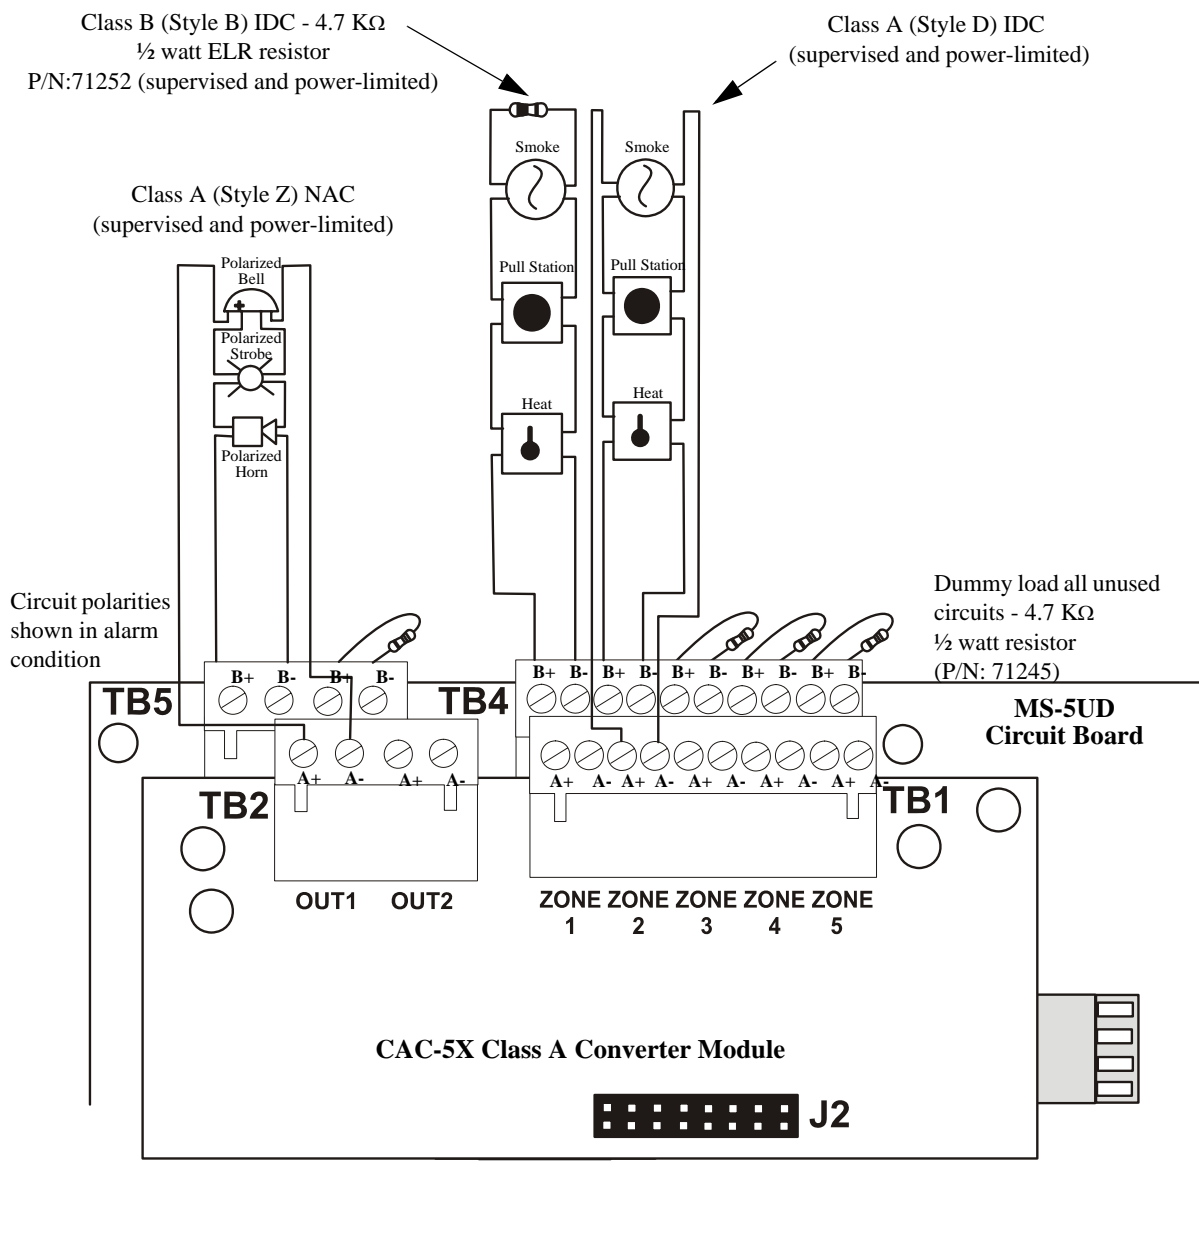 Class B (Style B) IDC - 4.7 KΩ
½ watt ELR resistor
P/N:71252 (supervised and power-limited)
Class A (Style D) IDC
(supervised and power-limited)
Smoke
Smoke
Class A (Style Z) NAC
(supervised and power-limited)
Polarized
Bell
Pull Station
Pull Station
+
Polarized
Strobe
Heat
Heat
Polarized
Horn
Circuit polarities
shown in alarm
condition
Dummy load all unused
circuits - 4.7 KΩ
½ watt resistor
(P/N: 71245)
TB5
B+ B- B+ B-
TB4
B+ B- B+ B- B+ B- B+ B- B+ B-
MS-5UD
Circuit Board
TB2
A+ A- A+ A-
A+ A- A+ A- A+ A- A+ A- A+ A-
TB1
OUT1 OUT2
ZONE ZONE ZONE ZONE ZONE
1 2 3 4 5
CAC-5X Class A Converter Module
J2